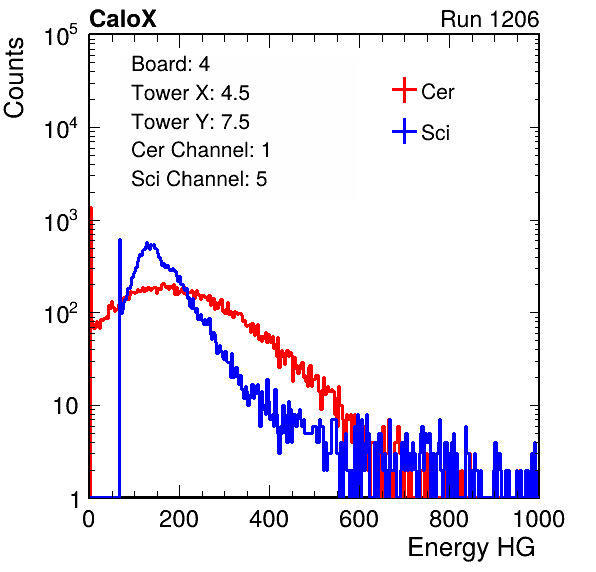 CaloX Run 1206
Counts
10^5
10^4
10^3
10^2
10
1
Board: 4
Tower X: 4.5
Tower Y: 7.5
Cer Channel: 1
Sci Channel: 5
Cer
Sci
0 200 400 600 800 1000
Energy HG